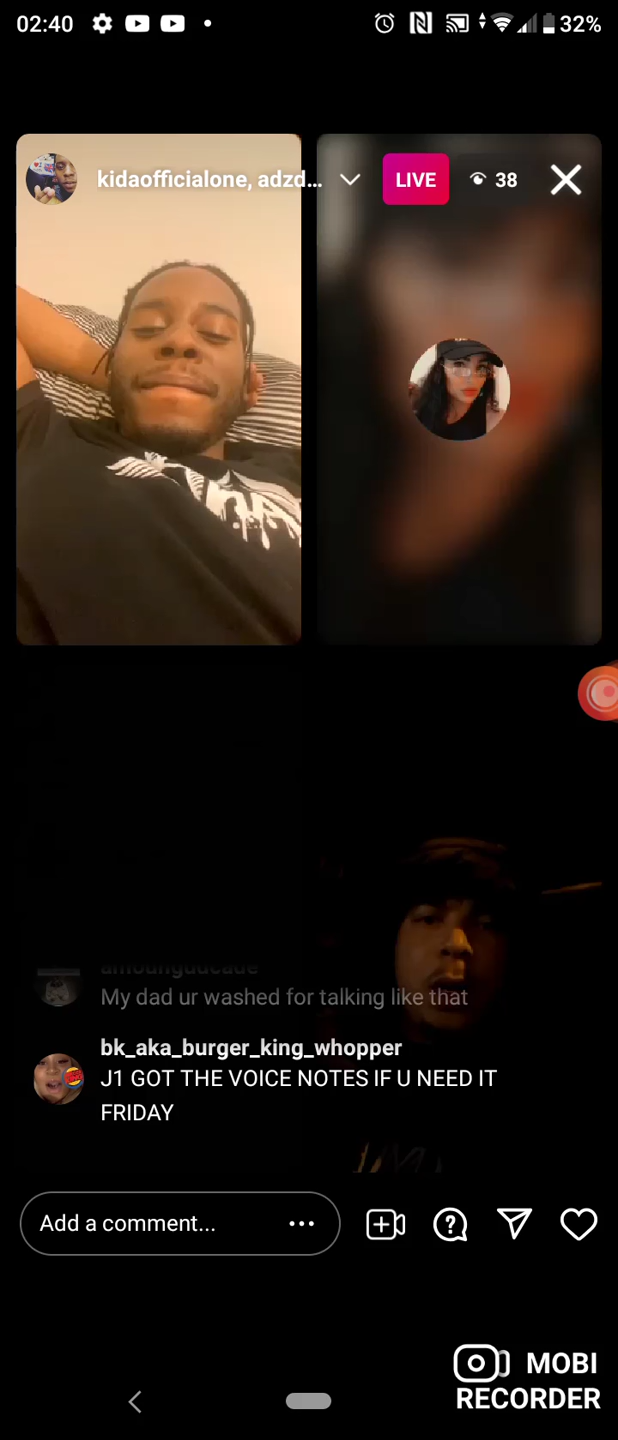 02:40
32%
kidaofficialone, adzd...
LIVE
38
My dad ur washed for talking like that
bk_aka_burger_king_whopper
J1 GOT THE VOICE NOTES IF U NEED IT
FRIDAY
Add a comment...
MOBI
RECORDER